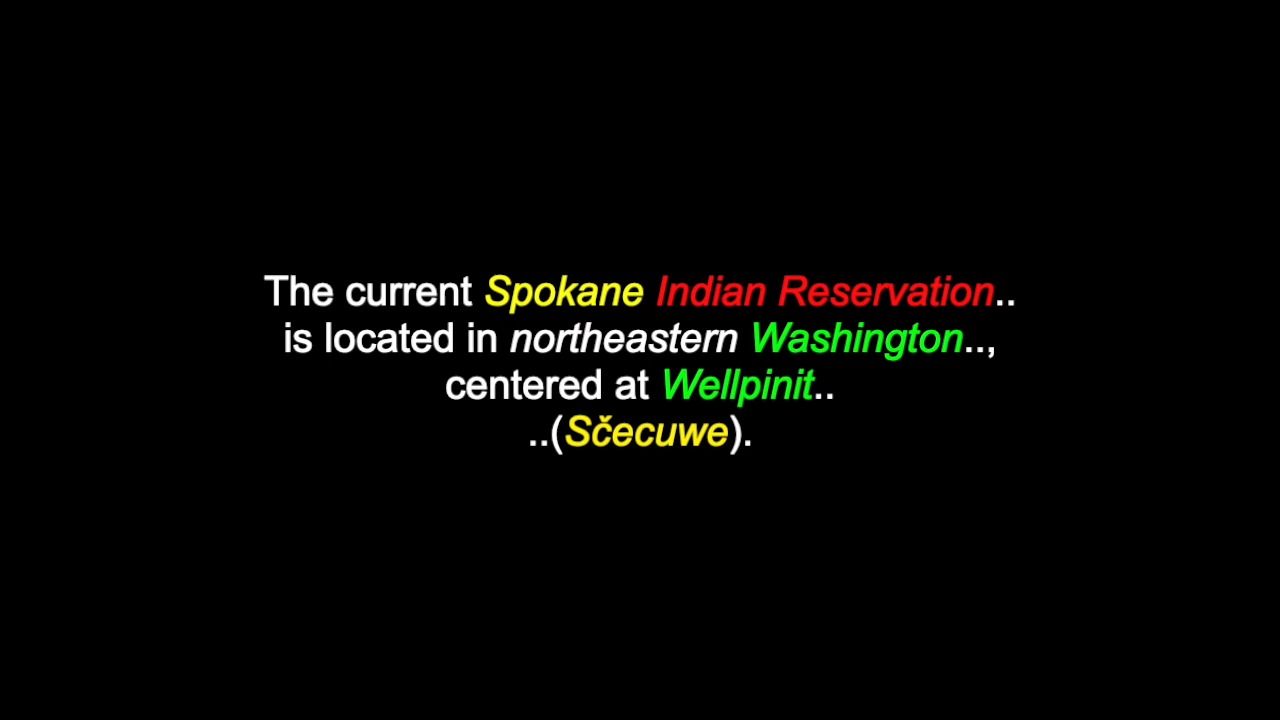 The current Spokane Indian Reservation..
is located in northeastern Washington..,
centered at Wellpinit..
..(Sčecuwe).